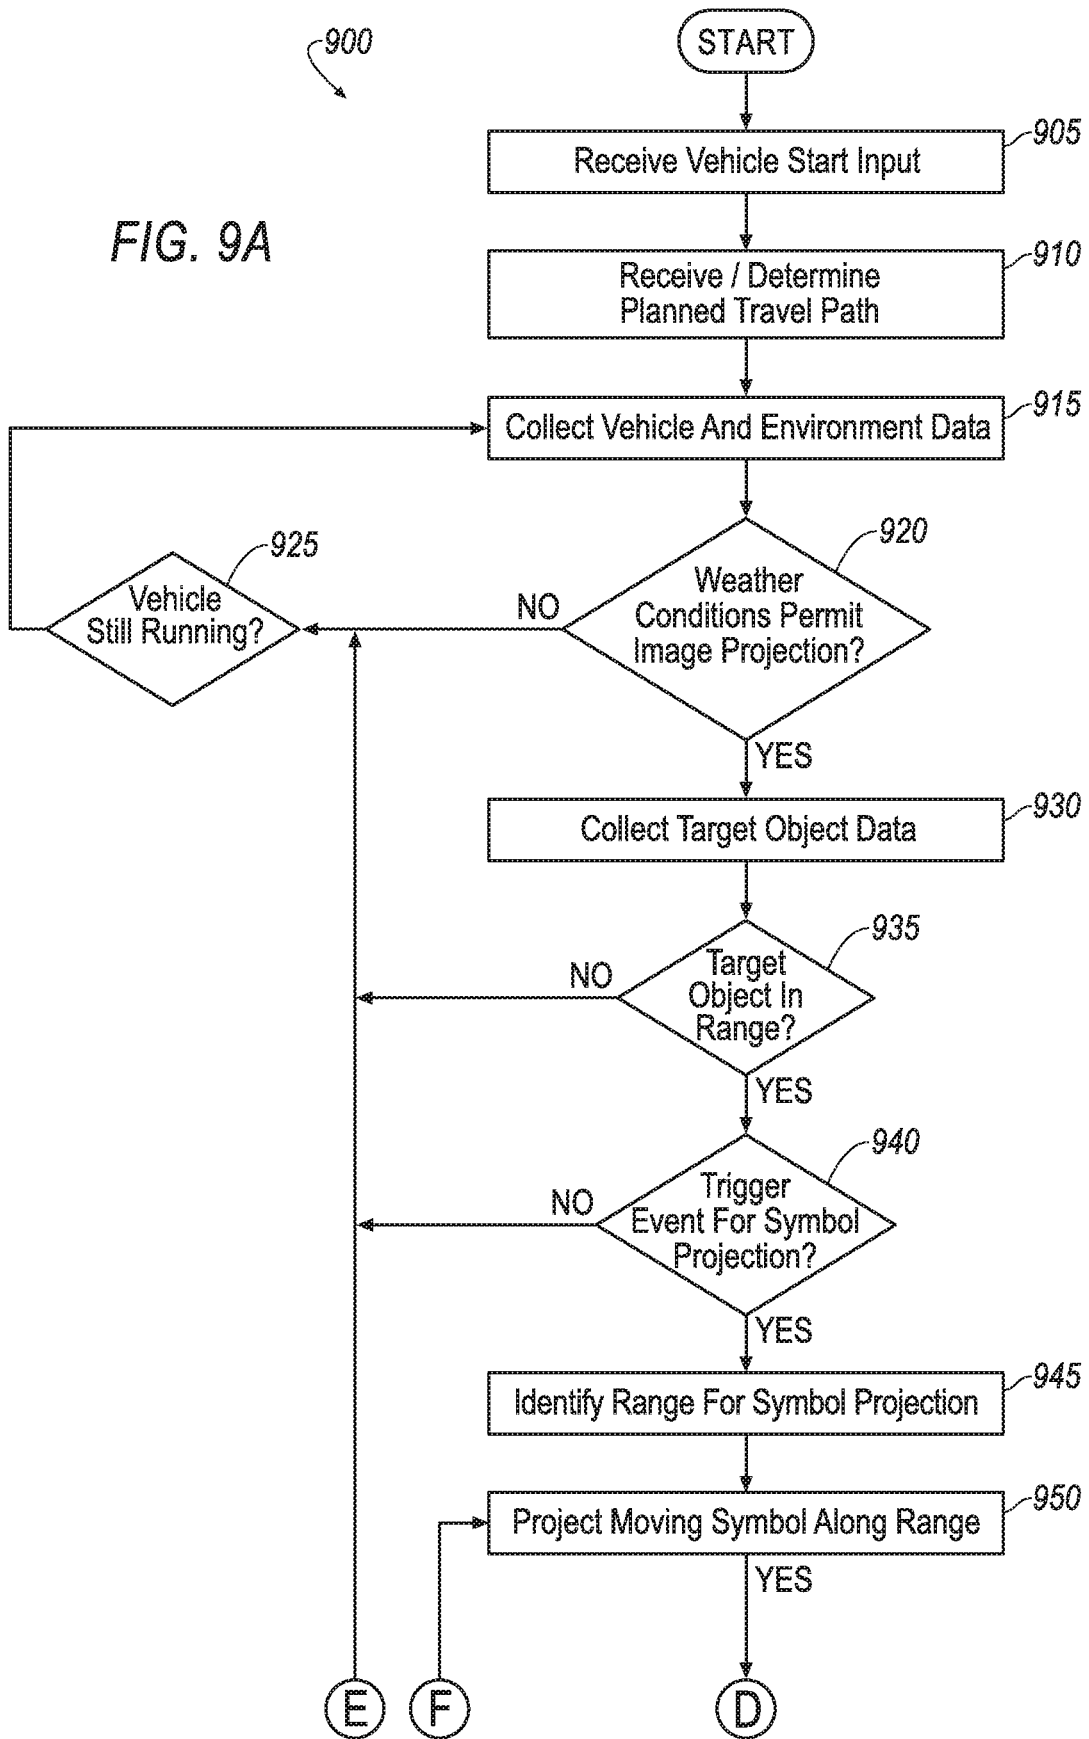 900
START
905
Receive Vehicle Start Input
FIG. 9A
910
Receive / Determine
Planned Travel Path
915
Collect Vehicle And Environment Data
920
Weather
Conditions Permit
Image Projection?
925
Vehicle
Still Running?
NO
YES
930
Collect Target Object Data
935
Target
Object In
Range?
NO
YES
940
Trigger
Event For Symbol
Projection?
NO
YES
945
Identify Range For Symbol Projection
950
Project Moving Symbol Along Range
YES
E
F
D